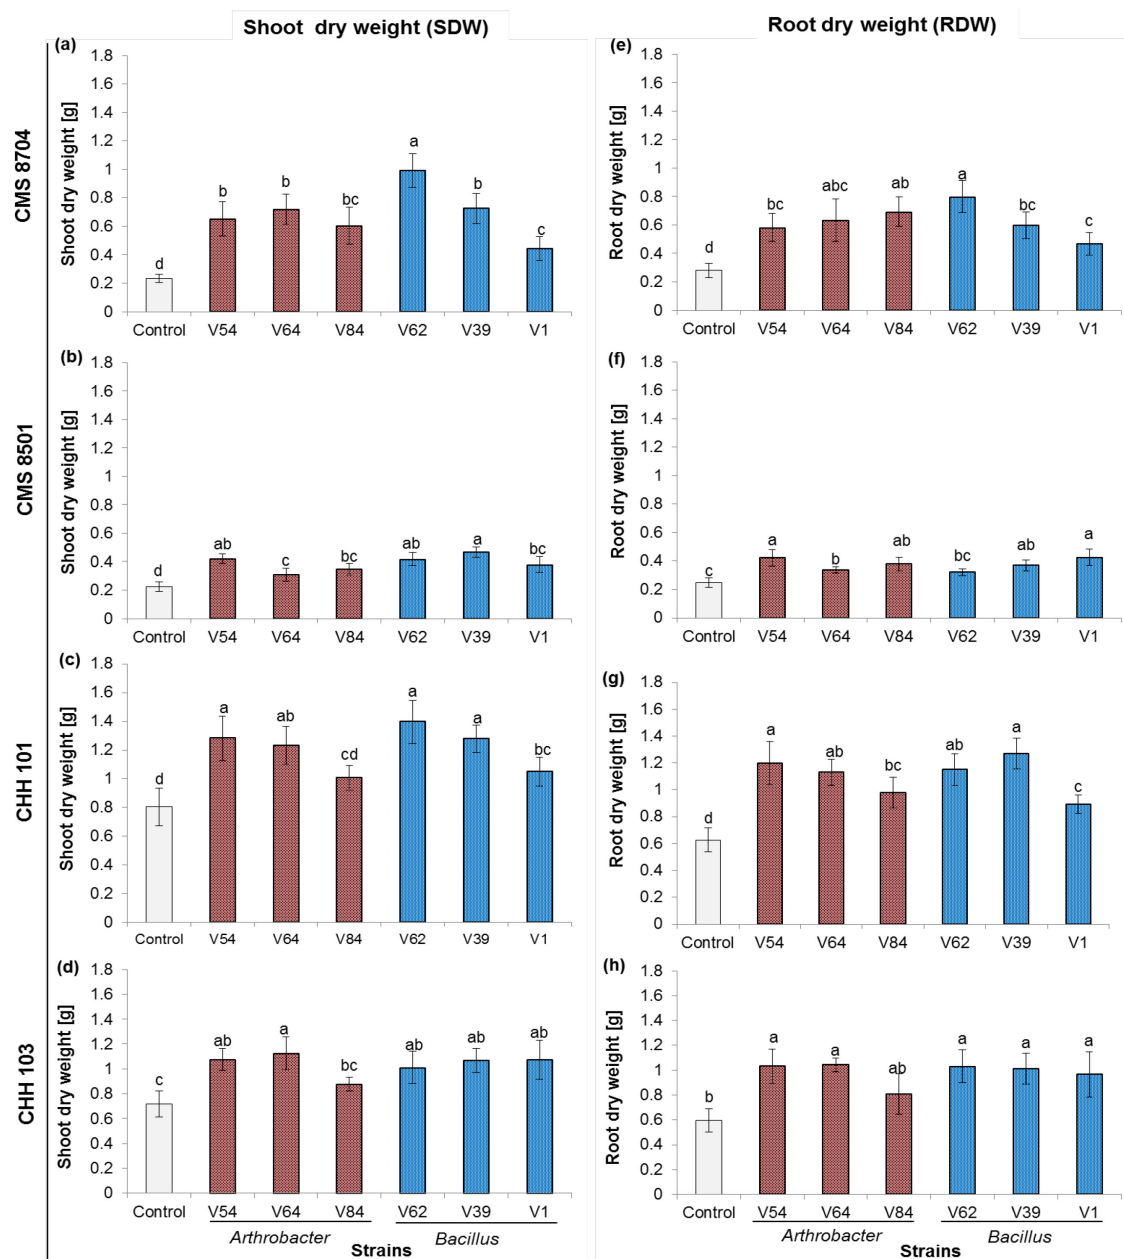 Shoot dry weight (SDW)
Root dry weight (RDW)
CMS 8704
(a)
Shoot dry weight [g]
1.8
1.6
1.4
1.2
1
0.8
0.6
0.4
0.2
0
d
b
b
bc
a
b
c
Control V54 V64 V84 V62 V39 V1
(e)
Root dry weight [g]
1.8
1.6
1.4
1.2
1
0.8
0.6
0.4
0.2
0
d
bc
abc
ab
a
bc
c
Control V54 V64 V84 V62 V39 V1
CMS 8501
(b)
Shoot dry weight [g]
1.8
1.6
1.4
1.2
1
0.8
0.6
0.4
0.2
0
d
ab
c
bc
ab
a
bc
Control V54 V64 V84 V62 V39 V1
(f)
Root dry weight [g]
1.8
1.6
1.4
1.2
1
0.8
0.6
0.4
0.2
0
c
a
b
ab
bc
ab
a
Control V54 V64 V84 V62 V39 V1
CHH 101
(c)
Shoot dry weight [g]
1.8
1.6
1.4
1.2
1
0.8
0.6
0.4
0.2
0
d
a
ab
cd
a
a
bc
Control V54 V64 V84 V62 V39 V1
(g)
Root dry weight [g]
1.8
1.6
1.4
1.2
1
0.8
0.6
0.4
0.2
0
d
a
ab
bc
ab
a
c
Control V54 V64 V84 V62 V39 V1
CHH 103
(d)
Shoot dry weight [g]
1.8
1.6
1.4
1.2
1
0.8
0.6
0.4
0.2
0
c
ab
a
bc
ab
ab
ab
Control V54 V64 V84 V62 V39 V1
Arthrobacter Bacillus
Strains
(h)
Root dry weight [g]
1.8
1.6
1.4
1.2
1
0.8
0.6
0.4
0.2
0
b
a
a
ab
a
a
a
Control V54 V64 V84 V62 V39 V1
Arthrobacter Bacillus
Strains